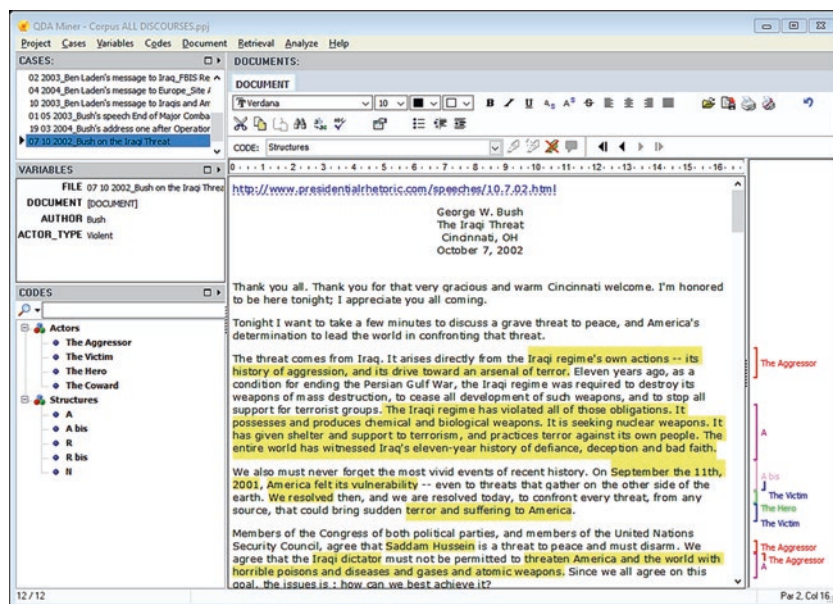 QDA Miner - Corpus ALL DISCOURSES.ppj
Project Cases Variables Codes Document Retrieval Analyze Help
CASES:
02 2003_Ben Laden's message to Iraq_FBIS Re
04 2004_Ben Laden's message to Europe_Site
10 2003_Ben Laden's message to Iraqis and Am
01 05 2003_Bush's speech End of Major Comba
19 03 2004_Bush's address one after Operation
07 10 2002_Bush on the Iraqi Threat
VARIABLES
FILE 07 10 2002_Bush on the Iraqi Threa
DOCUMENT [DOCUMENT]
AUTHOR Bush
ACTOR_TYPE Violent
CODES
Actors
The Aggressor
The Victim
The Hero
The Coward
Structures
A
A bis
R
R bis
N
DOCUMENTS:
DOCUMENT
Verdana 10 B I U
CODE: Structures
0 1 2 3 4 5 6 7 8 9 10 11 12 13 14 15 16
http://www.presidentialrhetoric.com/speeches/10.7.02.html
George W. Bush
The Iraqi Threat
Cincinnati, OH
October 7, 2002
Thank you all. Thank you for that very gracious and warm Cincinnati welcome. I'm honored
to be here tonight; I appreciate you all coming.
Tonight I want to take a few minutes to discuss a grave threat to peace, and America's
determination to lead the world in confronting that threat.
The threat comes from Iraq. It arises directly from the Iraqi regime's own actions -- its
history of aggression, and its drive toward an arsenal of terror. Eleven years ago, as a
condition for ending the Persian Gulf War, the Iraqi regime was required to destroy its
weapons of mass destruction, to cease all development of such weapons, and to stop all
support for terrorist groups. The Iraqi regime has violated all of those obligations. It
possesses and produces chemical and biological weapons. It is seeking nuclear weapons. It
has given shelter and support to terrorism, and practices terror against its own people. The
entire world has witnessed Iraq's eleven-year history of defiance, deception and bad faith.
We also must never forget the most vivid events of recent history. On September the 11th,
2001, America felt its vulnerability -- even to threats that gather on the other side of the
earth. We resolved then, and we are resolved today, to confront every threat, from any
source, that could bring sudden terror and suffering to America.
Members of the Congress of both political parties, and members of the United Nations
Security Council, agree that Saddam Hussein is a threat to peace and must disarm. We
agree that the Iraqi dictator must not be permitted to threaten America and the world with
horrible poisons and diseases and gases and atomic weapons. Since we all agree on this
goal, the issues is : how can we best achieve it?
The Aggressor
A
A bis
The Victim
The Hero
The Victim
The Aggressor
The Aggressor
A
12 / 12
Par 2, Col 16